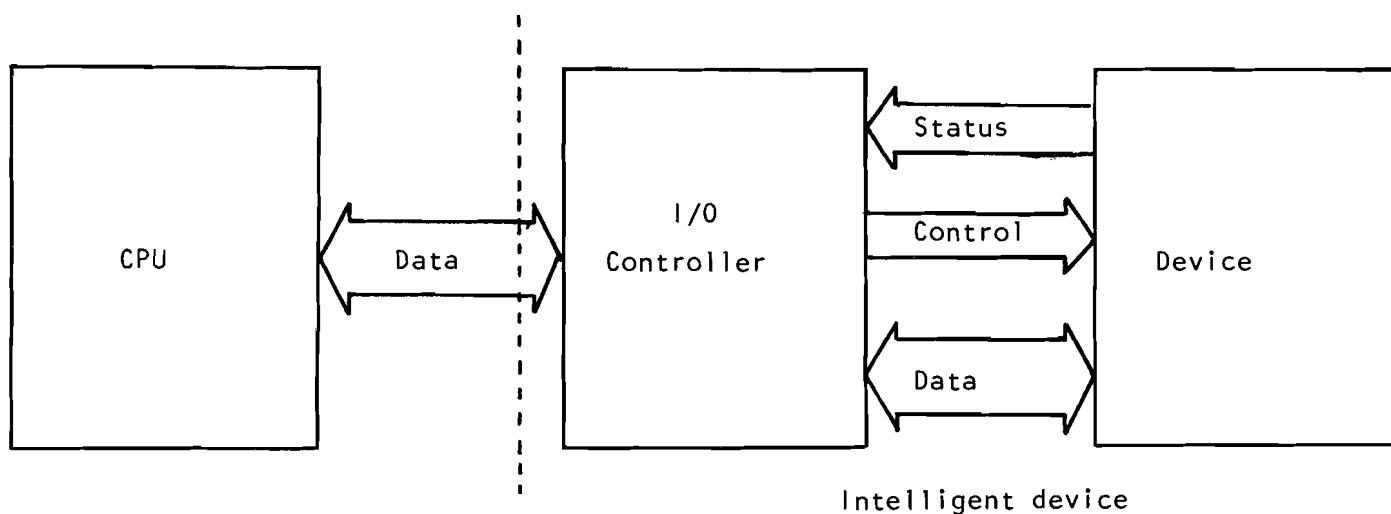 CPU
Data
I/O
Controller
Status
Control
Data
Device
Intelligent device